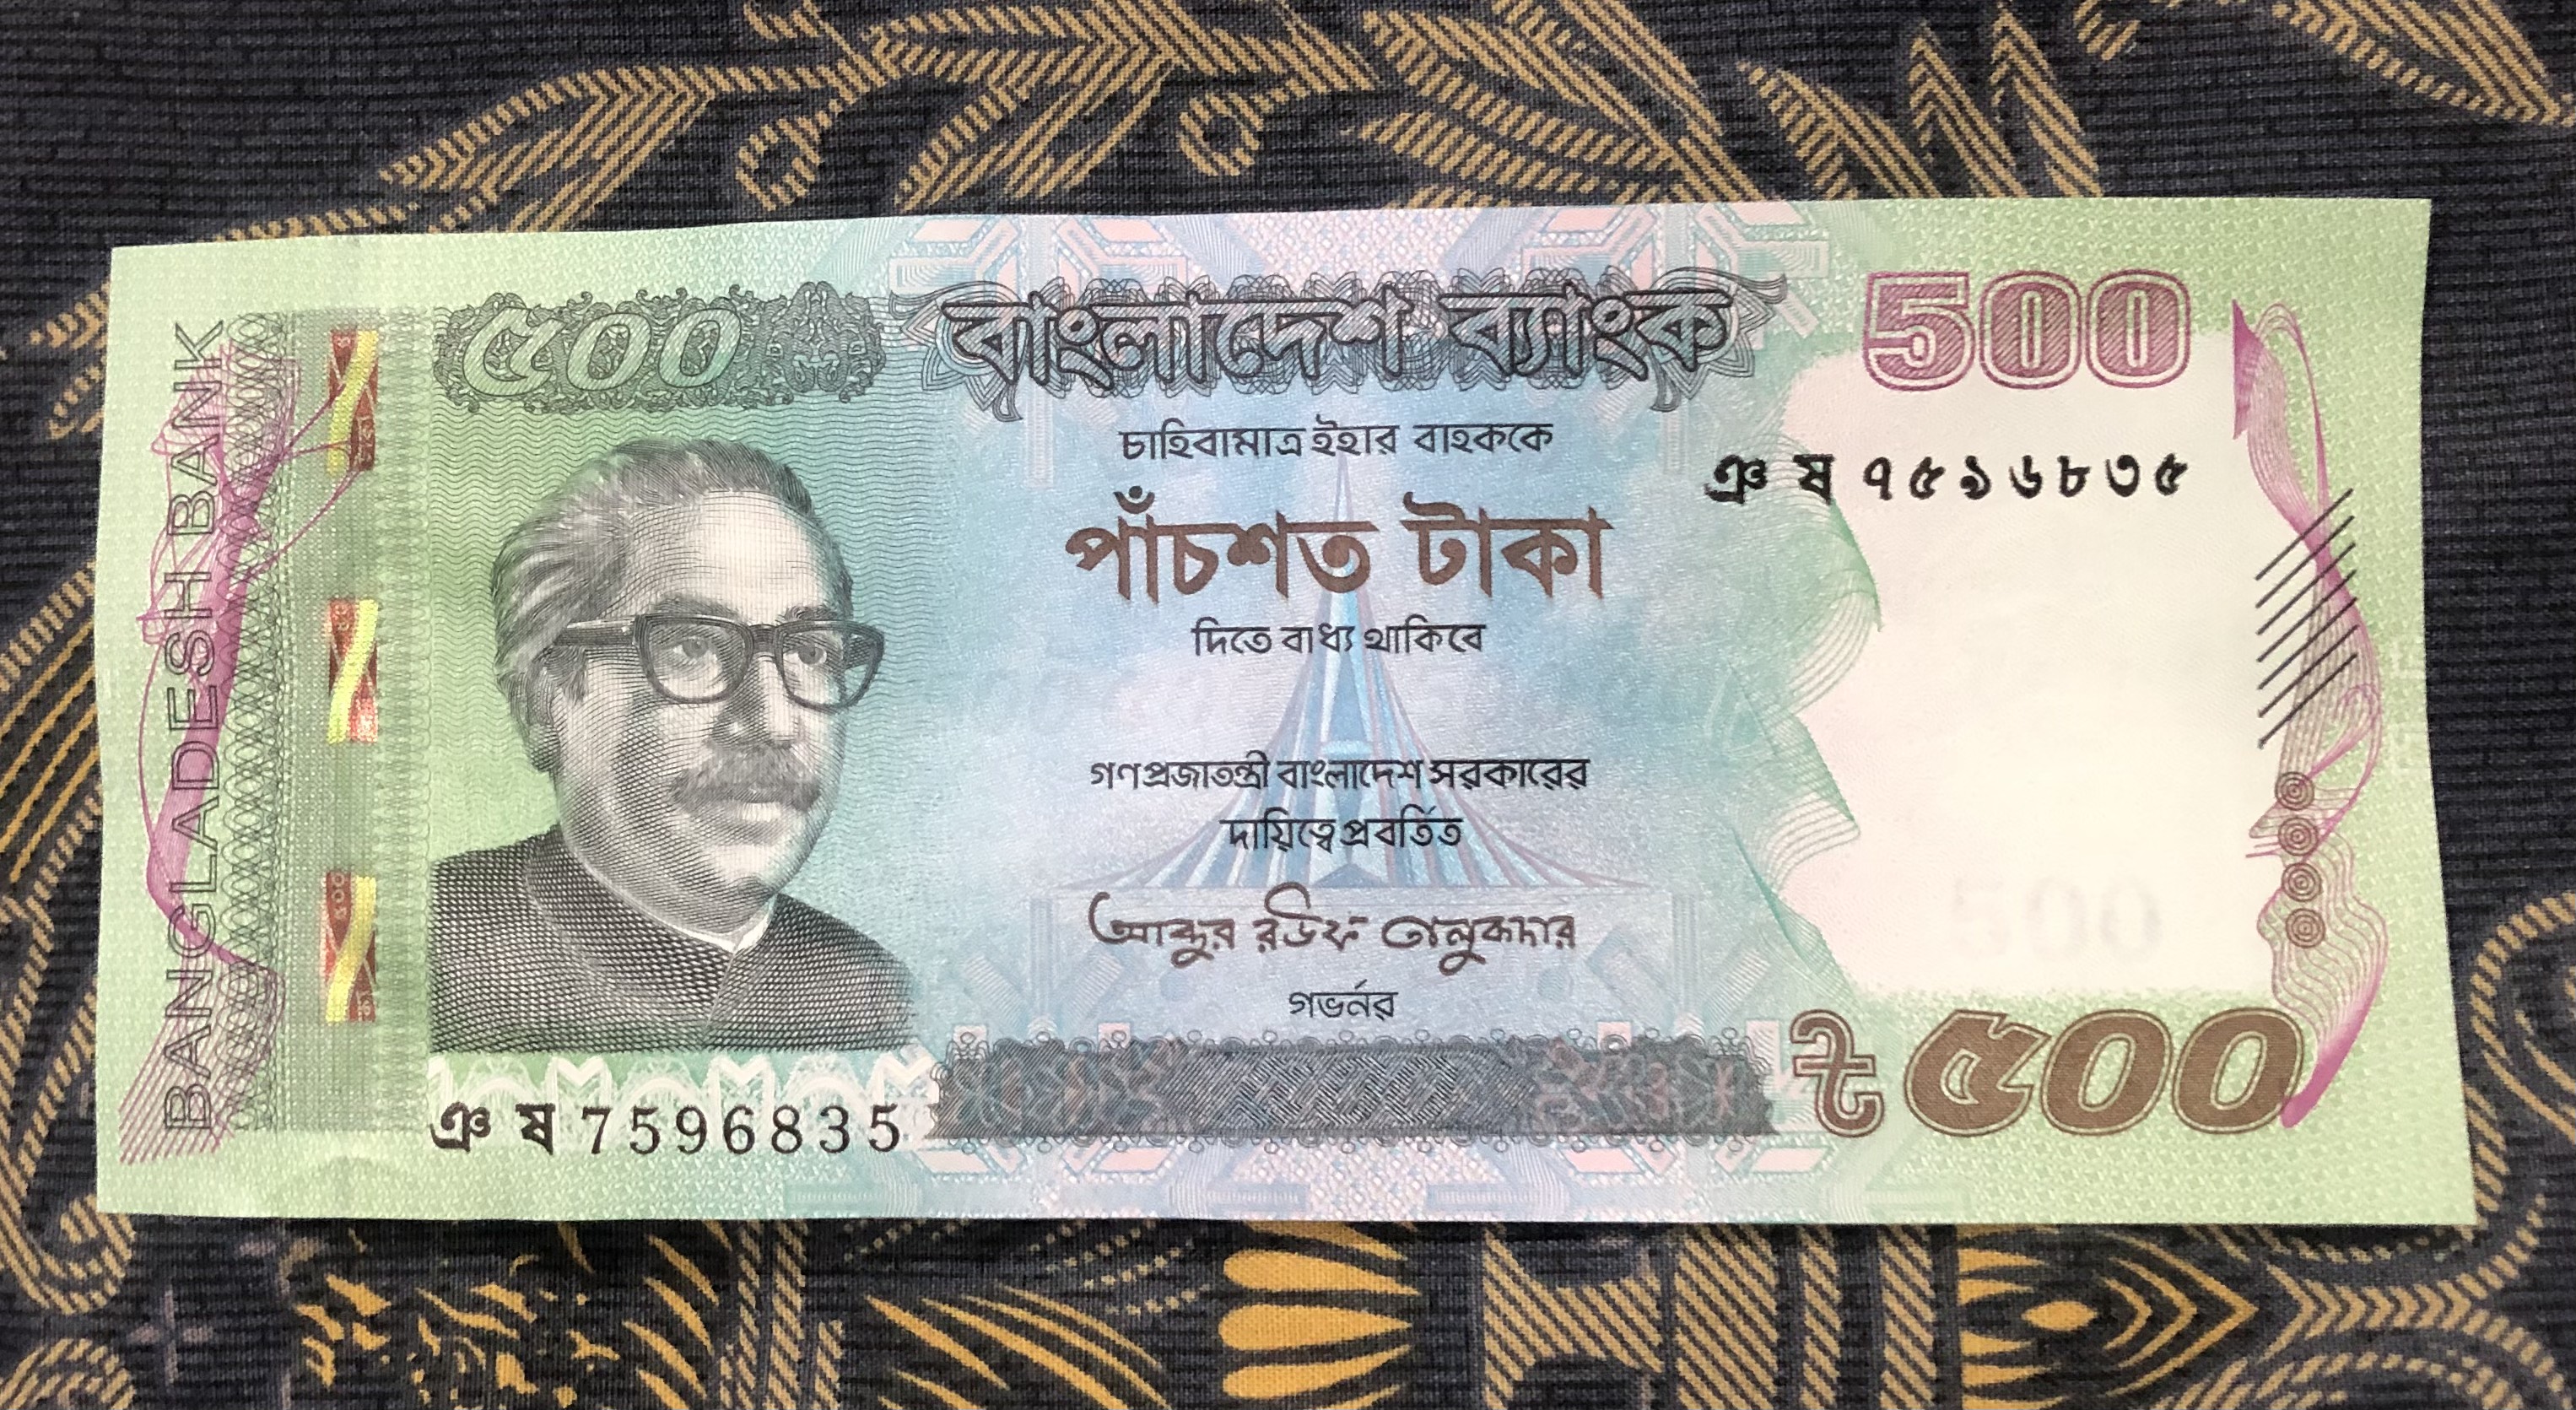 BANGLADESH BANK
৫০০
বাংলাদেশ ব্যাংক
500
চাহিবামাত্র ইহার বাহককে
ঞ ষ ৭৫৯৬৮৩৫
পাঁচশত টাকা
দিতে বাধ্য থাকিবে
গণপ্রজাতন্ত্রী বাংলাদেশ সরকারের
দায়িত্বে প্রবর্তিত
আব্দুর রউফ তালুকদার
গভর্নর
500
৳ ৫০০
ঞ ষ 7596835